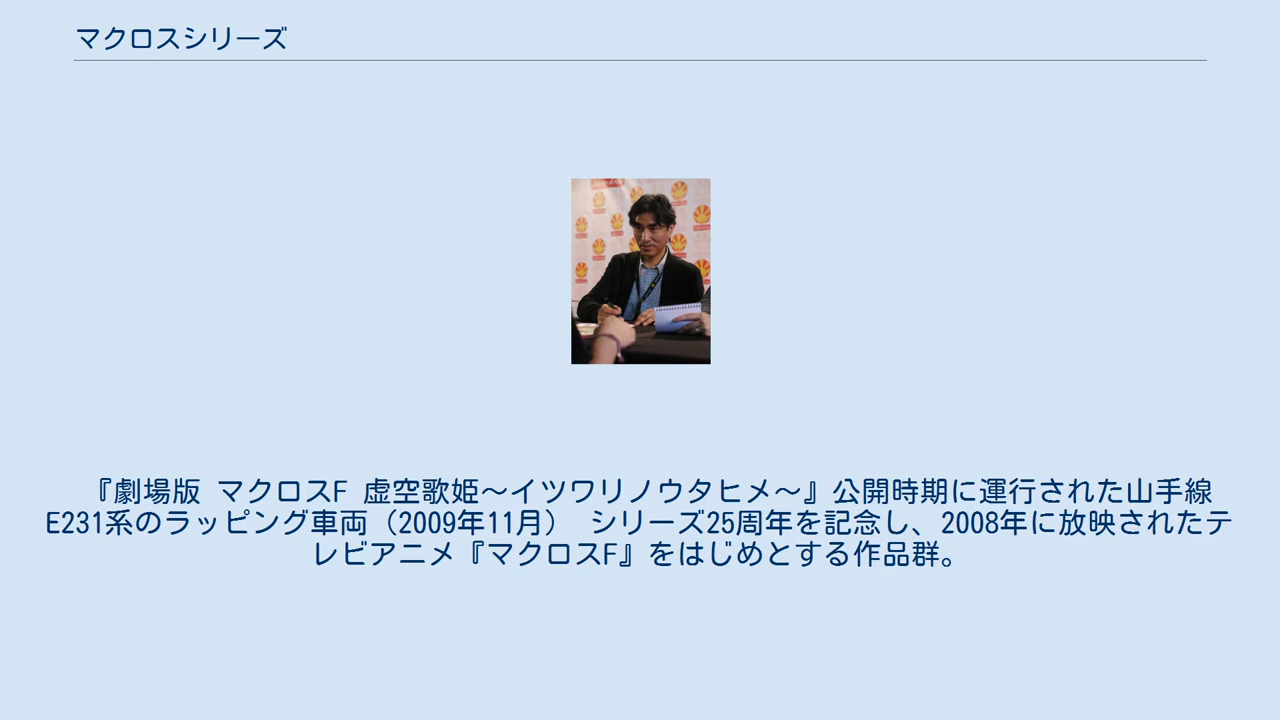 マクロスシリーズ
『劇場版 マクロスF 虚空歌姫〜イツワリノウタヒメ〜』公開時期に運行された山手線
E231系のラッピング車両（2009年11月） シリーズ25周年を記念し、2008年に放映されたテ
レビアニメ『マクロスF』をはじめとする作品群。